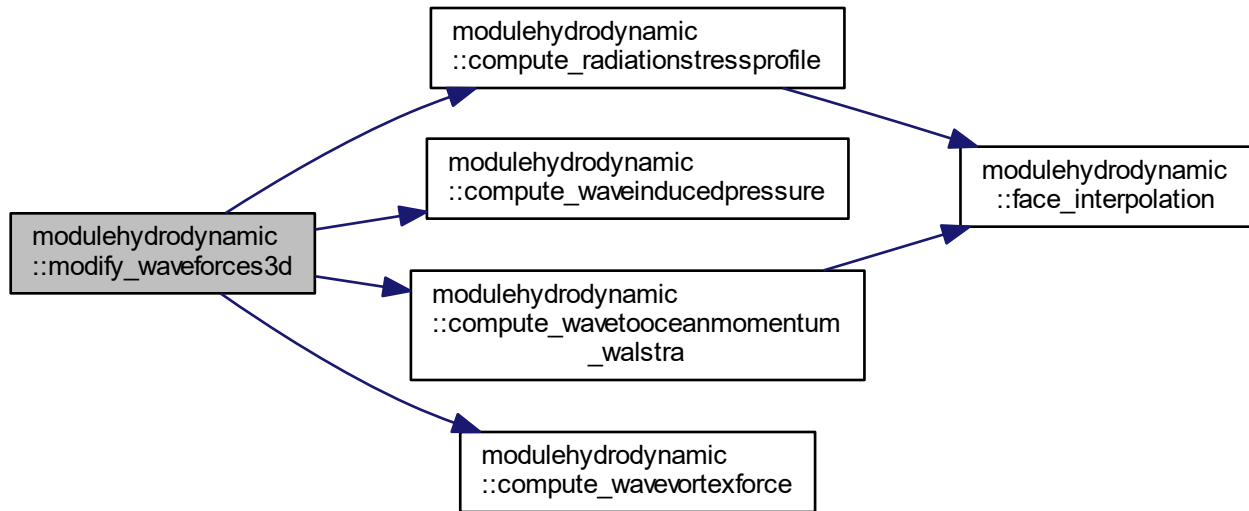 modulehydrodynamic
::modify_waveforces3d
modulehydrodynamic
::compute_radiationstressprofile
modulehydrodynamic
::compute_waveinducedpressure
modulehydrodynamic
::compute_wavetooceanmomentum
_walstra
modulehydrodynamic
::compute_wavevortexforce
modulehydrodynamic
::face_interpolation